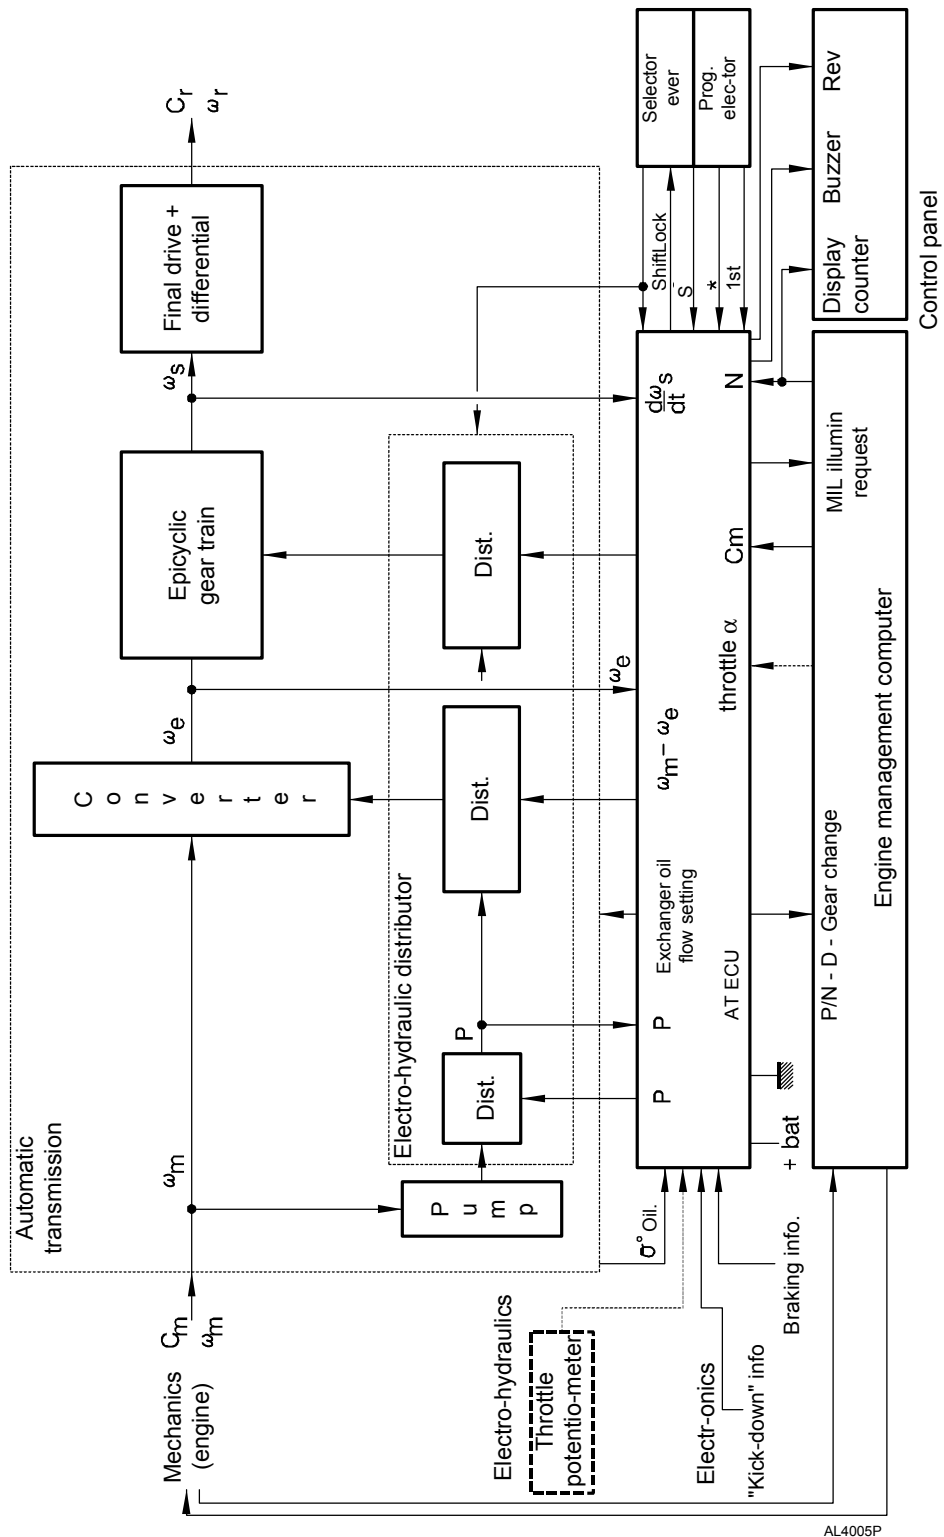 Automatic
transmission
Mechanics
(engine)
Cm
ωm
ωm
Converter
ωe
Epicyclic
gear train
ωs
Final drive +
differential
Cr
ωr
Pump
Electro-hydraulic distributor
Dist.
P
Dist.
Dist.
ωe
Electro-hydraulics
Throttle
potentio-meter
Electr-onics
"Kick-down" info
Braking info.
σ° Oil.
P
P
Exchanger oil
flow setting
ωm – ωe
dωs
dt
AT ECU
throttle α
Cm
N
+ bat
Selector
ever
Prog.
elec-tor
ShiftLock
S
*
1st
P/N - D - Gear change
MIL illumin
request
Engine management computer
Display
counter
Buzzer
Rev
Control panel
AL4005P